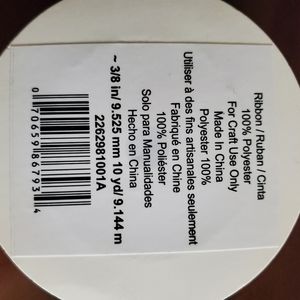 Ribbon / Ruban / Cinta
100% Polyester
For Craft Use Only
Made In China
Polyester 100%
Utiliser à des fins artisanales seulement
Fabriqué en Chine
100% Poliéster
Solo para Manualidades
Hecho en China
~ 3/8 in/ 9.525 mm 10 yd/ 9.144 m
2262981001A
0 70659 86793 4